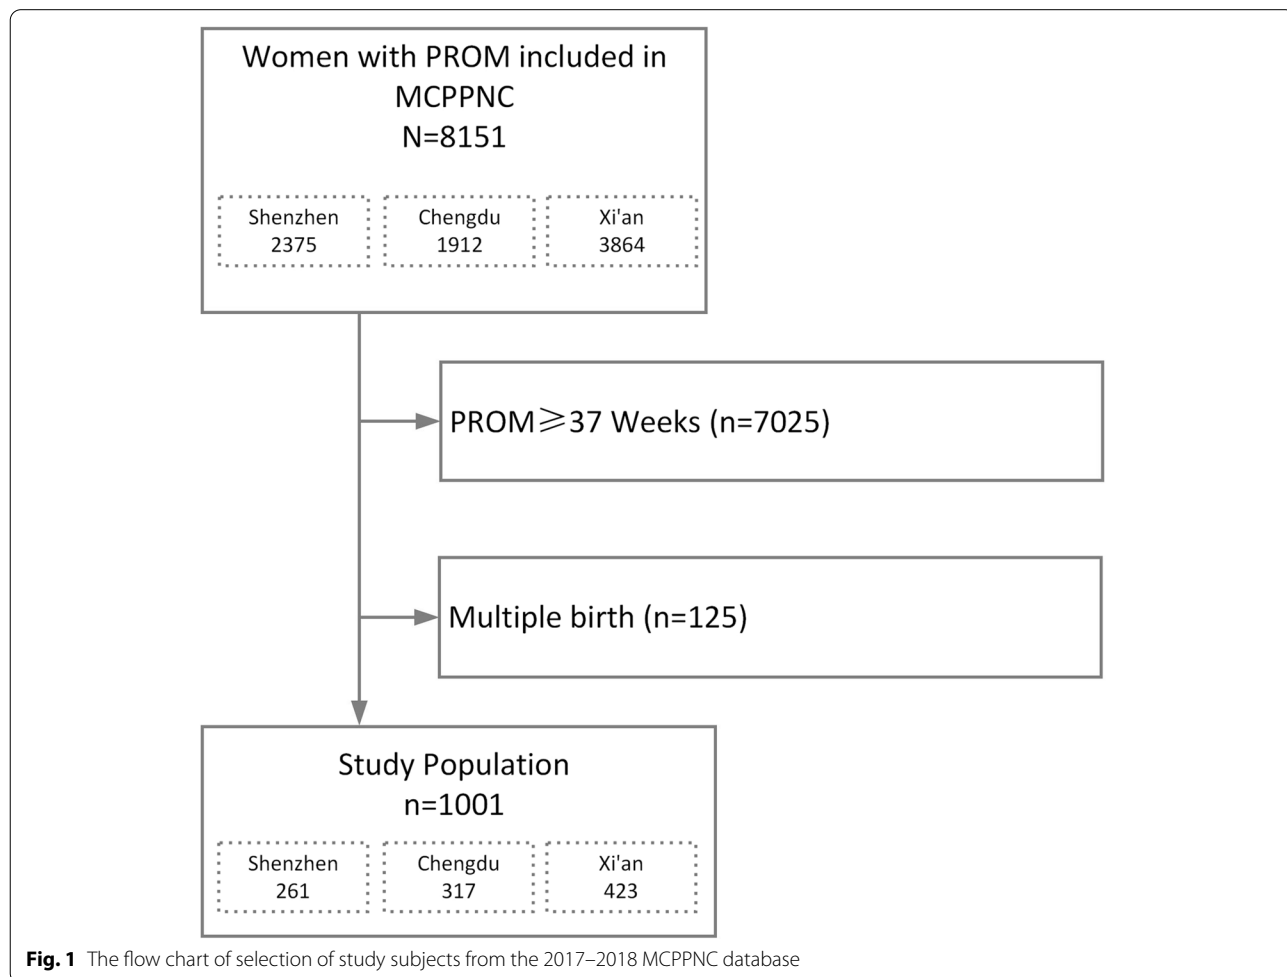 Women with PROM included in
MCPPNC
N=8151
Shenzhen
2375
Chengdu
1912
Xi'an
3864
PROM≥37 Weeks (n=7025)
Multiple birth (n=125)
Study Population
n=1001
Shenzhen
261
Chengdu
317
Xi'an
423
Fig. 1 The flow chart of selection of study subjects from the 2017–2018 MCPPNC database